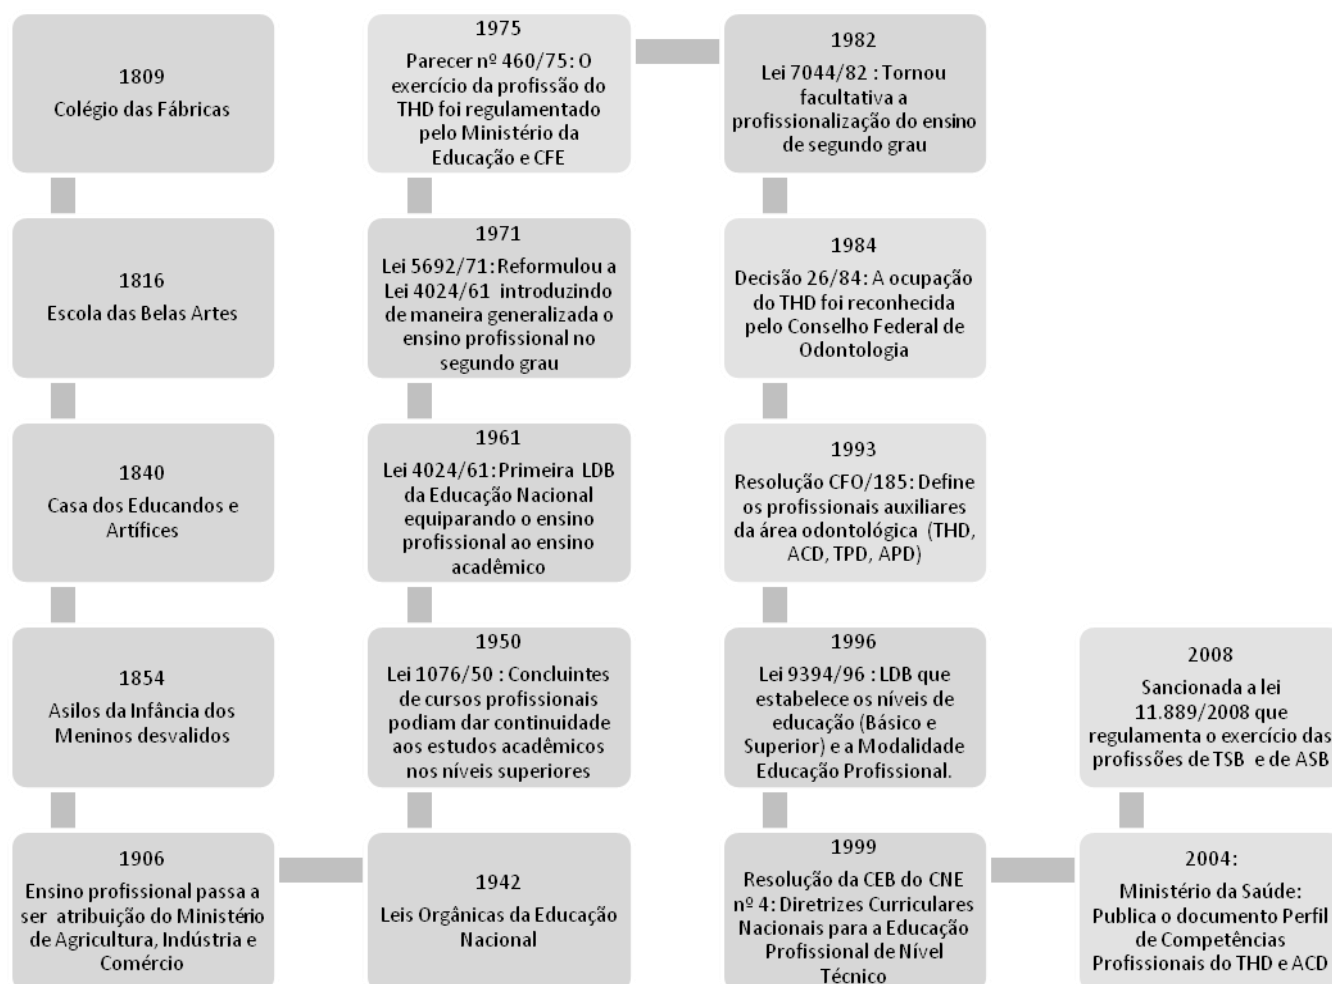 1809
Colégio das Fábricas
1816
Escola das Belas Artes
1840
Casa dos Educandos e
Artífices
1854
Asilos da Infância dos
Meninos desvalidos
1906
Ensino profissional passa a
ser atribuição do Ministério
de Agricultura, Indústria e
Comércio
1942
Leis Orgânicas da Educação
Nacional
1950
Lei 1076/50 : Concluintes
de cursos profissionais
podiam dar continuidade
aos estudos acadêmicos
nos níveis superiores
1961
Lei 4024/61: Primeira LDB
da Educação Nacional
equiparando o ensino
profissional ao ensino
acadêmico
1971
Lei 5692/71: Reformulou a
Lei 4024/61 introduzindo
de maneira generalizada o
ensino profissional no
segundo grau
1975
Parecer nº 460/75: O
exercício da profissão do
THD foi regulamentado
pelo Ministério da
Educação e CFE
1982
Lei 7044/82 : Tornou
facultativa a
profissionalização do ensino
de segundo grau
1984
Decisão 26/84: A ocupação
do THD foi reconhecida
pelo Conselho Federal de
Odontologia
1993
Resolução CFO/185: Define
os profissionais auxiliares
da área odontológica (THD,
ACD, TPD, APD)
1996
Lei 9394/96 : LDB que
estabelece os níveis de
educação (Básico e
Superior) e a Modalidade
Educação Profissional.
1999
Resolução da CEB do CNE
nº 4: Diretrizes Curriculares
Nacionais para a Educação
Profissional de Nível
Técnico
2004:
Ministério da Saúde:
Publica o documento Perfil
de Competências
Profissionais do THD e ACD
2008
Sancionada a lei
11.889/2008 que
regulamenta o exercício das
profissões de TSB e de ASB